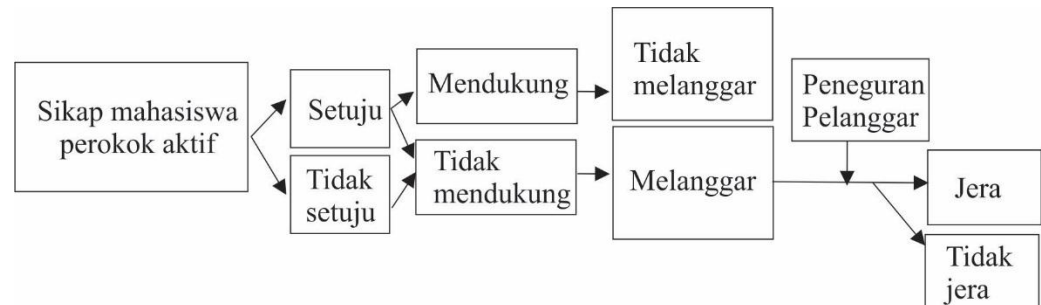 Sikap mahasiswa
perokok aktif
Setuju
Tidak
setuju
Mendukung
Tidak
mendukung
Tidak
melanggar
Melanggar
Peneguran
Pelanggar
Jera
Tidak
jera